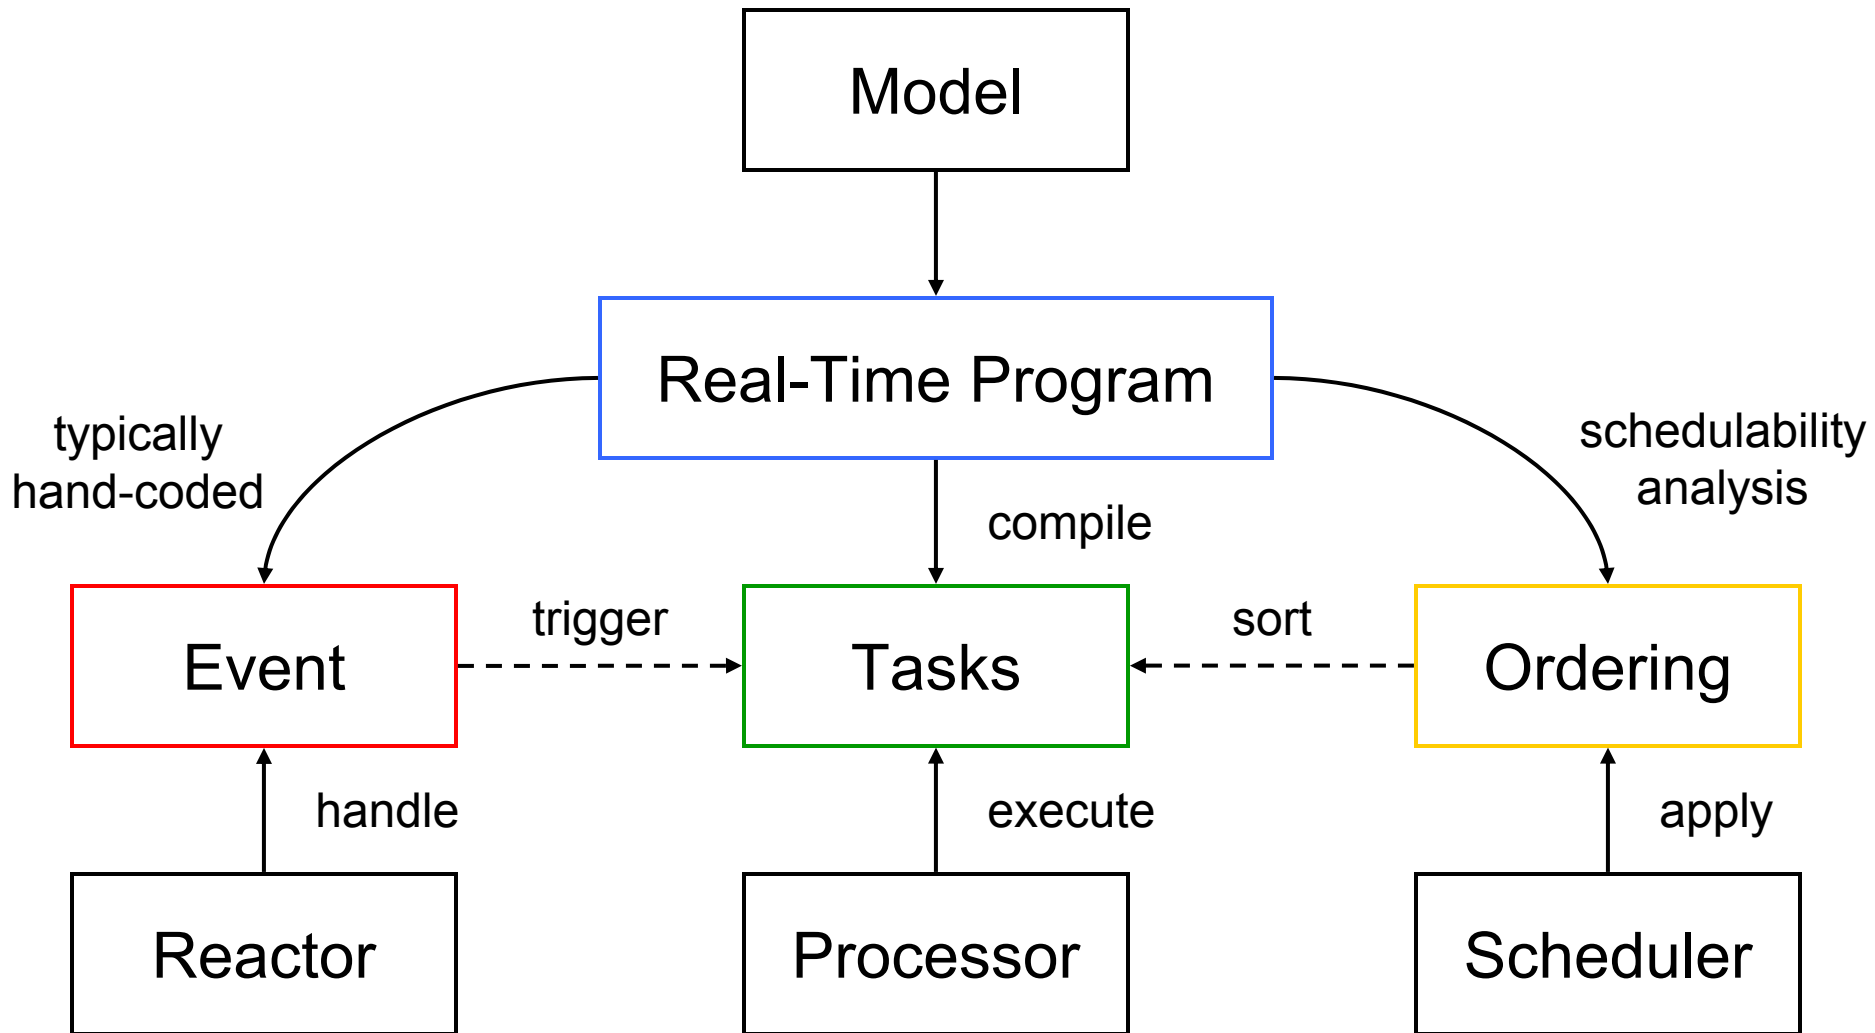 Model
Real-Time Program
typically
hand-coded
compile
schedulability
analysis
Event
trigger
Tasks
sort
Ordering
handle
execute
apply
Reactor
Processor
Scheduler